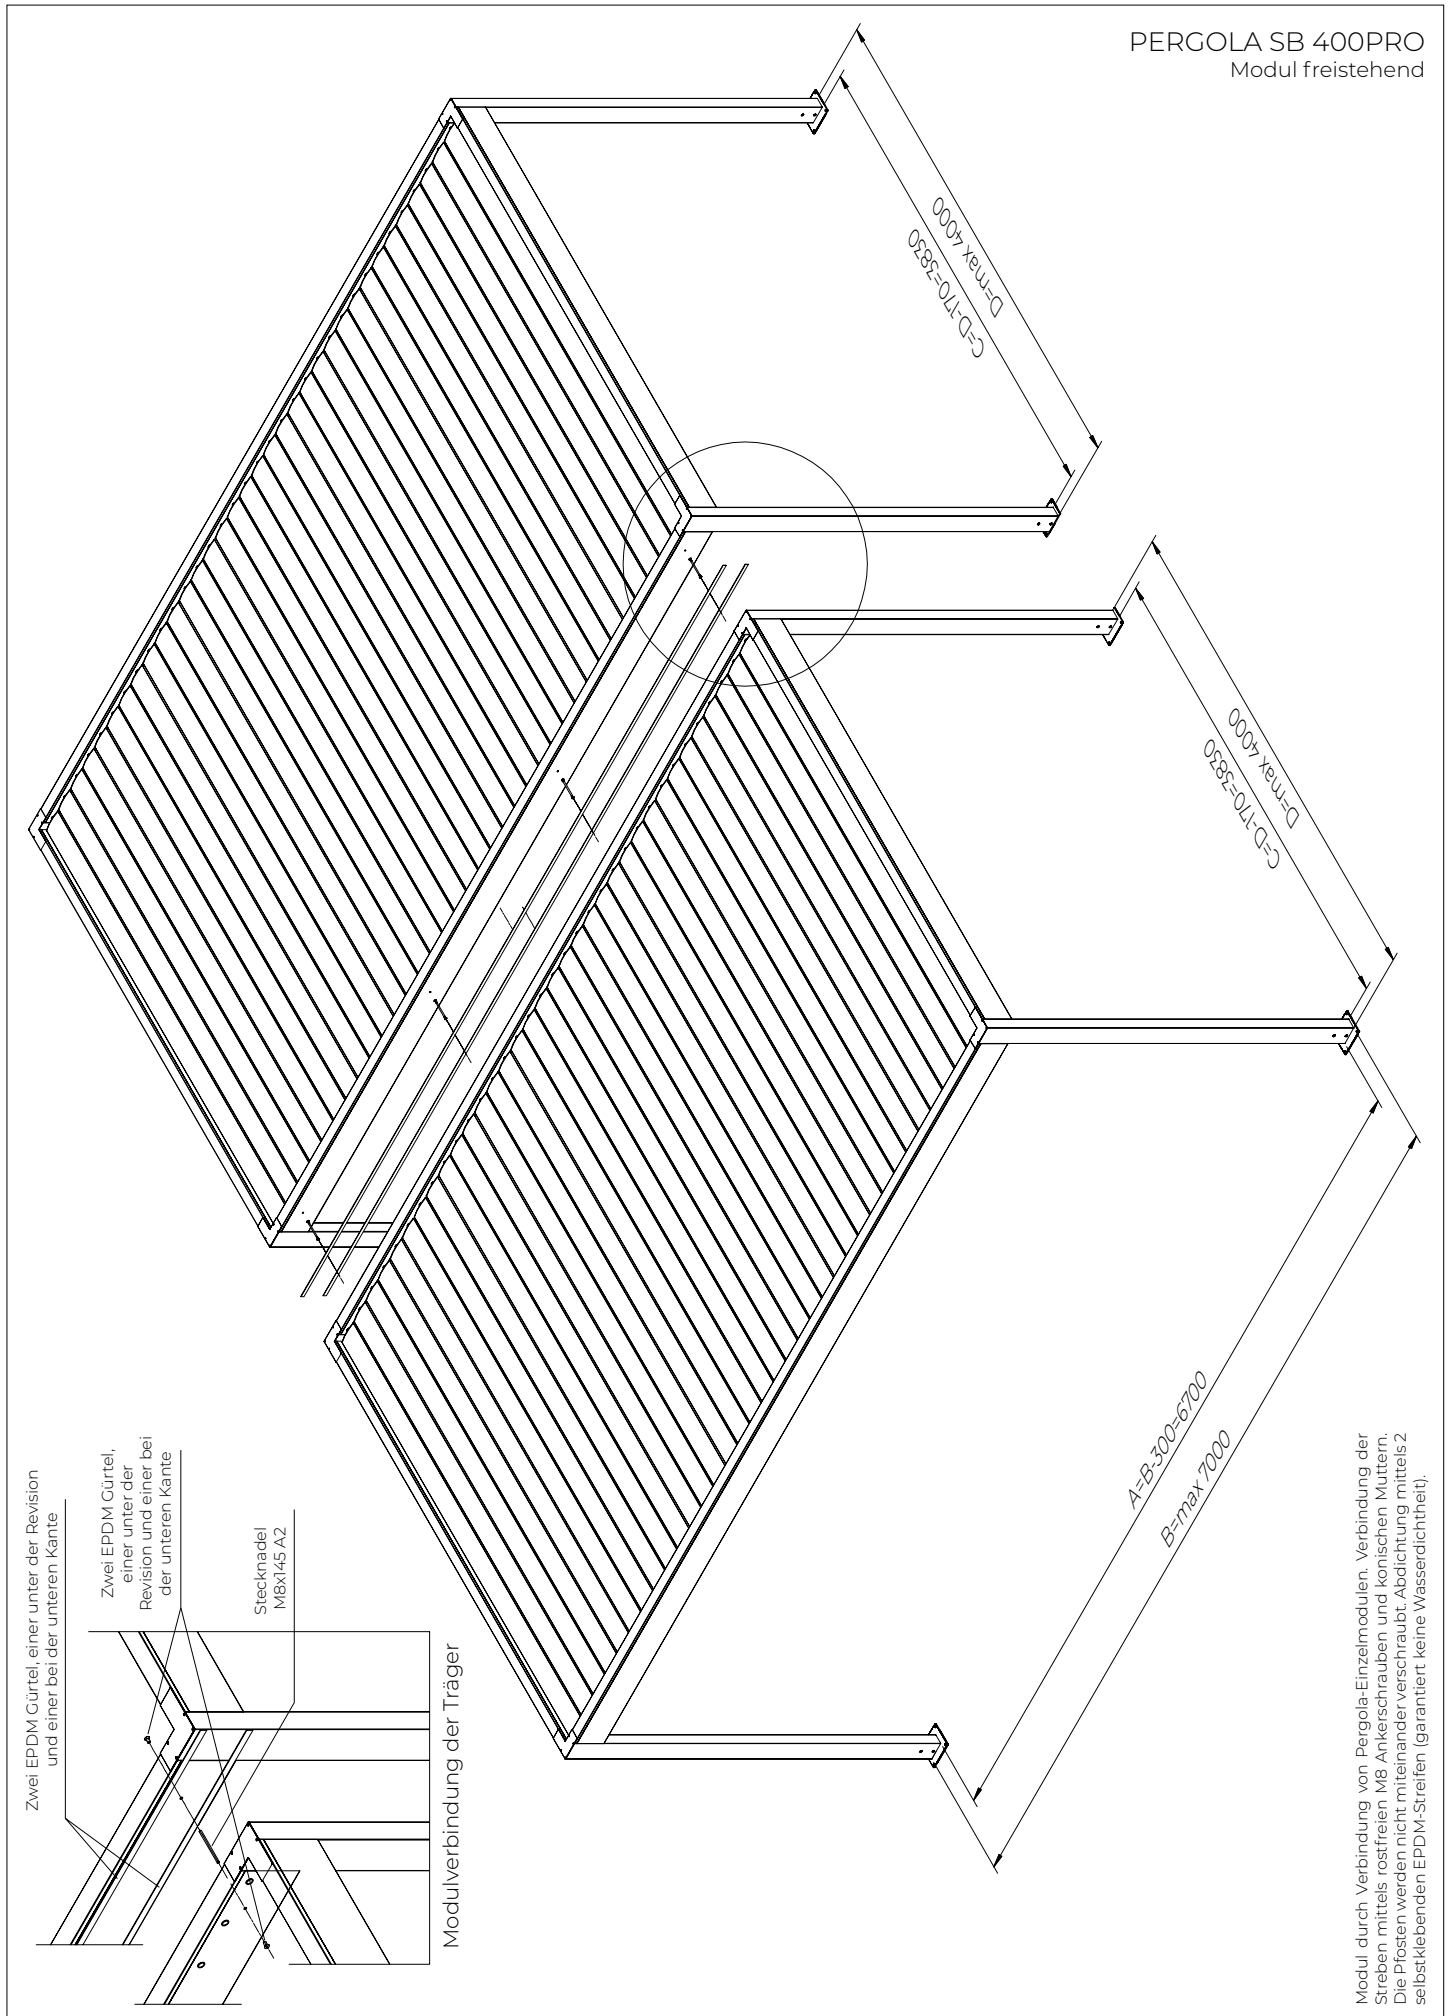 PERGOLA SB 400PRO
Modul freistehend
D=max 4000
C=D-170=3830
D=max 4000
C=D-170=3830
A=B-300=6700
B=max 7000
Zwei EPDM Gürtel, einer unter der Revision
und einer bei der unteren Kante
Zwei EPDM Gürtel,
einer unter der
Revision und einer bei
der unteren Kante
Stecknadel
M8x145 A2
Modulverbindung der Träger
Modul durch Verbindung von Pergola-Einzelmodulen. Verbindung der
Streben mittels rostfreien M8 Ankerschrauben und konischen Muttern.
Die Pfosten werden nicht miteinander verschraubt. Abdichtung mittels 2
selbstklebenden EPDM-Streifen (garantiert keine Wasserdichtheit).